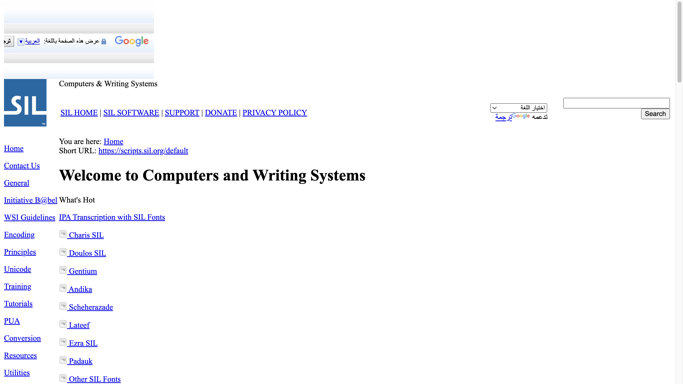 عرض هذه الصفحة باللغة: العربية Google
Computers & Writing Systems
SIL
SIL HOME | SIL SOFTWARE | SUPPORT | DONATE | PRIVACY POLICY
اختيار اللغة
تدعمه Google ترجمة
Search
You are here: Home
Short URL: https://scripts.sil.org/default
Welcome to Computers and Writing Systems
What's Hot
IPA Transcription with SIL Fonts
Charis SIL
Doulos SIL
Gentium
Andika
Scheherazade
Lateef
Ezra SIL
Padauk
Other SIL Fonts
Home
Contact Us
General
Initiative B@bel
WSI Guidelines
Encoding
Principles
Unicode
Training
Tutorials
PUA
Conversion
Resources
Utilities